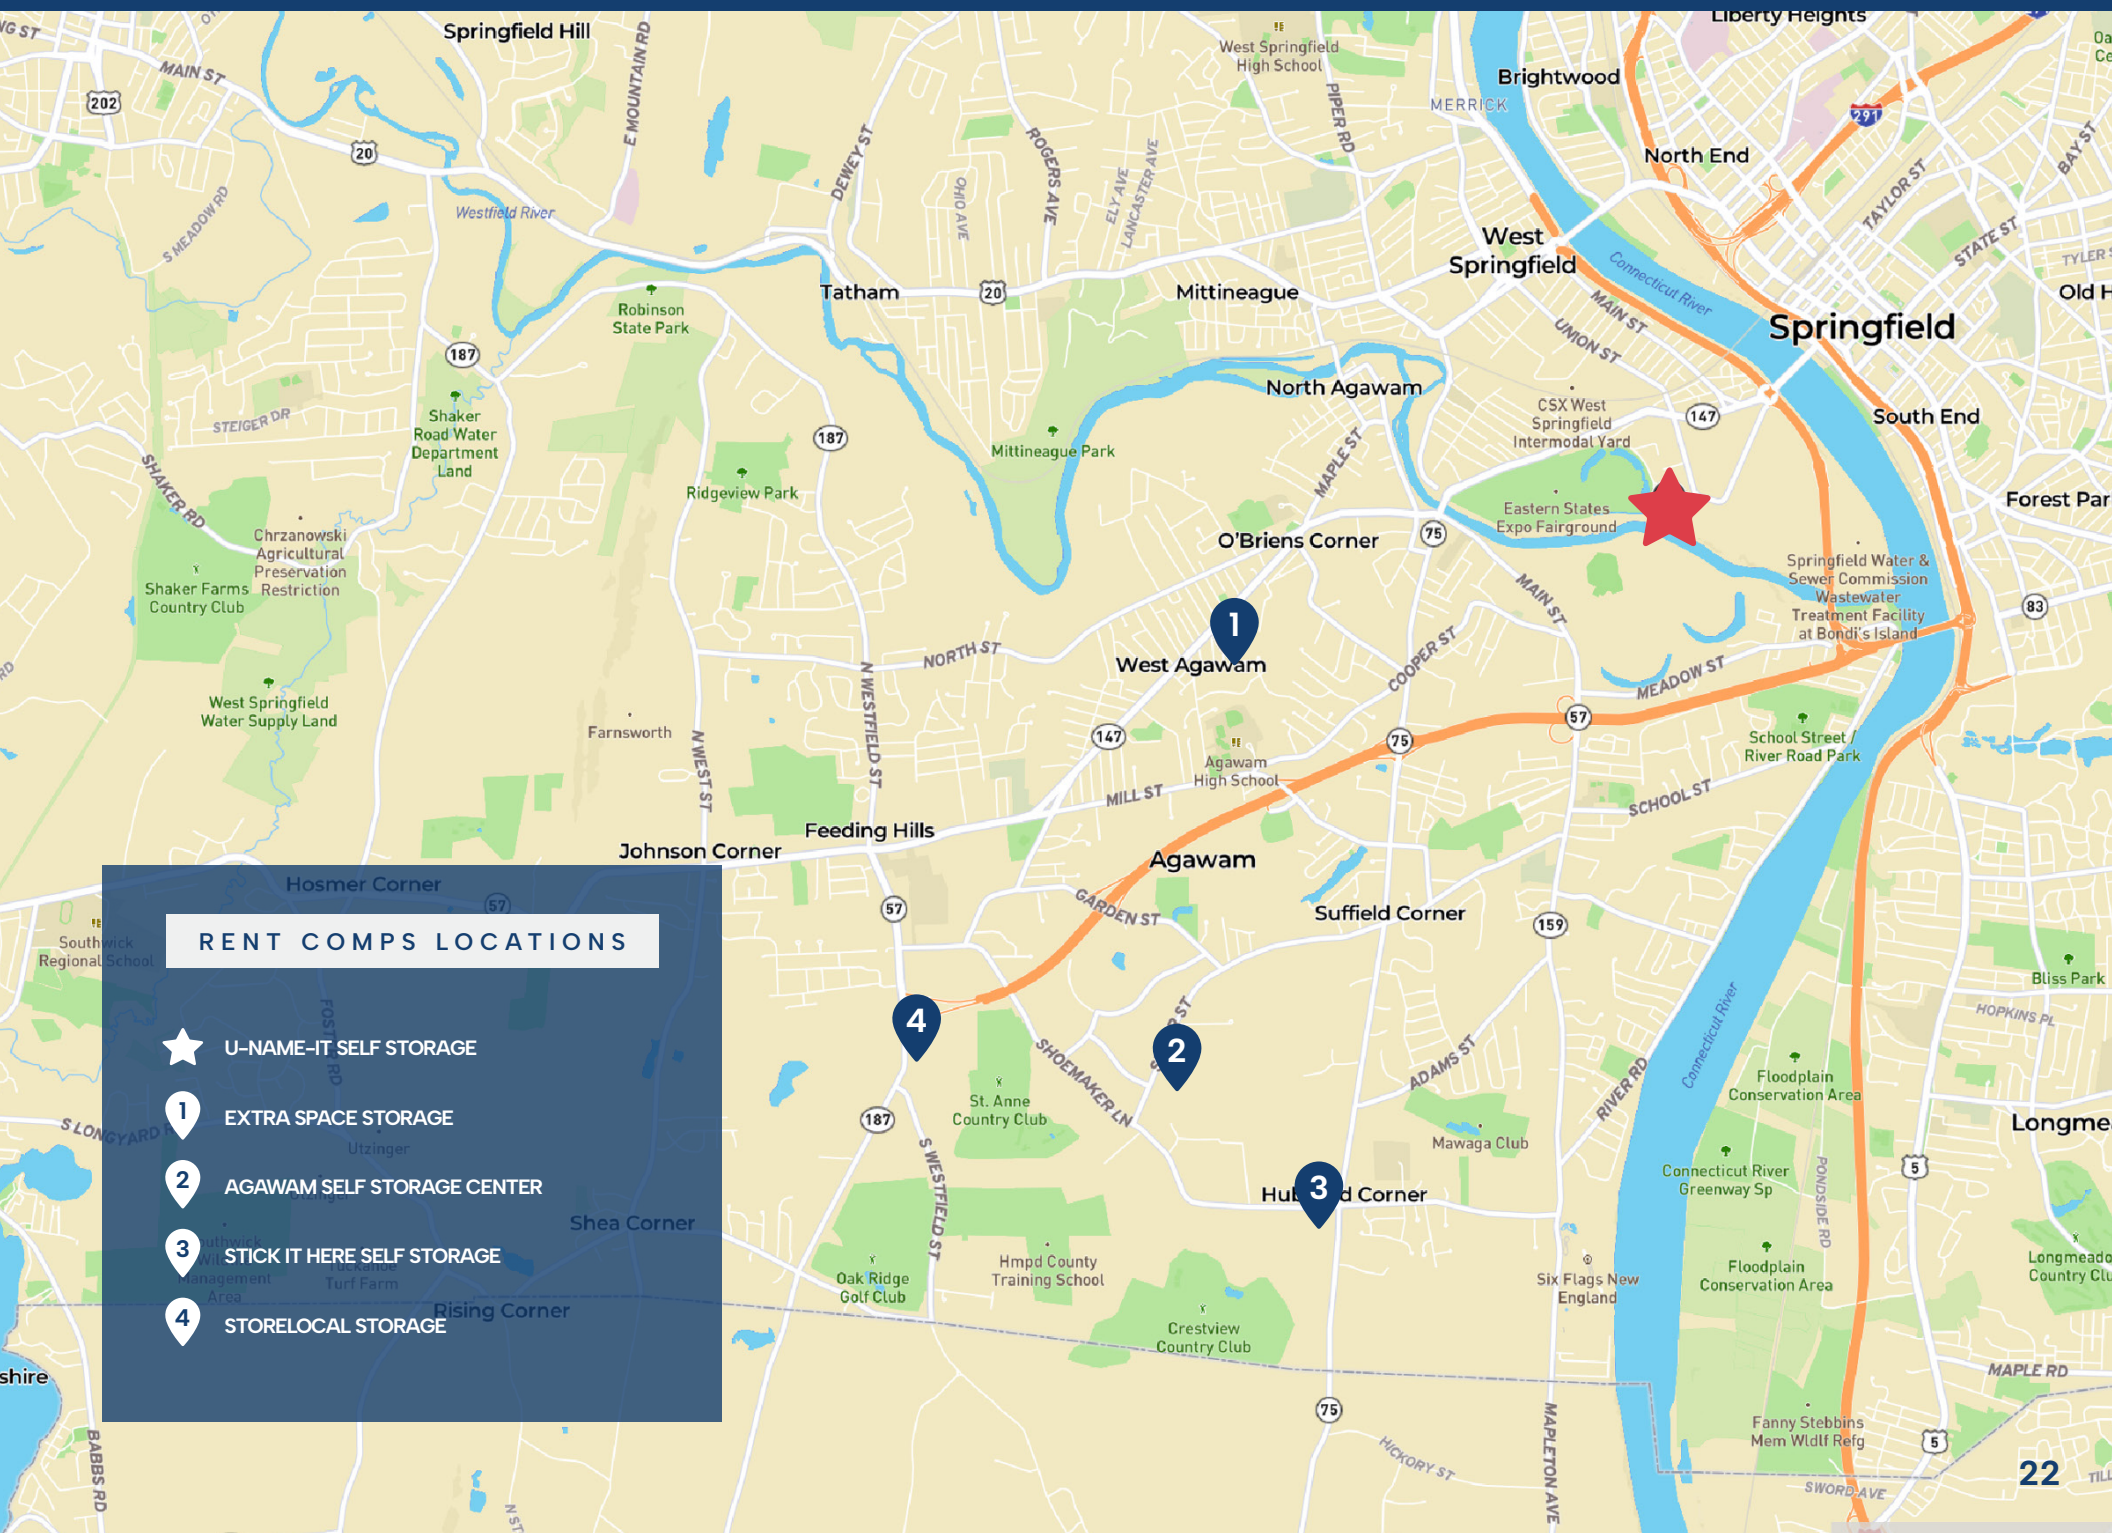 Springfield Hill
Liberty Heights
NG ST
MAIN ST
E MOUNTAIN RD
West Springfield
High School
PIPER RD
MERRICK
Brightwood
202
20
291
North End
BAY ST
TAYLOR ST
STATE ST
DEWEY ST
ROGERS AVE
ELY AVE
LANCASTER AVE
OHIO AVE
S MEADOW RD
Westfield River
West
Springfield
Connecticut River
TYLER S
Old H
Tatham
20
Mittineague
Robinson
State Park
MAIN ST
UNION ST
Springfield
187
North Agawam
Shaker
Road Water
Department
Land
STEIGER DR
CSX West
Springfield
Intermodal Yard
147
South End
187
Mittineague Park
MAPLE ST
Ridgeview Park
SHAKER RD
Eastern States
Expo Fairground
Forest Par
Chrzanowski
Agricultural
Preservation
Restriction
O'Briens Corner
75
Shaker Farms
Country Club
Springfield Water &
Sewer Commission
Wastewater
Treatment Facility
at Bondi's Island
MAIN ST
83
1
West Agawam
NORTH ST
COOPER ST
MEADOW ST
N WESTFIELD ST
West Springfield
Water Supply Land
Farnsworth
57
147
75
School Street /
River Road Park
N WEST ST
Agawam
High School
MILL ST
SCHOOL ST
Feeding Hills
Johnson Corner
Agawam
Hosmer Corner
57
57
GARDEN ST
Suffield Corner
159
Southwick
Regional School
RENT COMPS LOCATIONS
Bliss Park
HOPKINS PL
4
2
SHOEMAKER LN
ADAMS ST
RIVER RD
Connecticut River
U-NAME-IT SELF STORAGE
1
EXTRA SPACE STORAGE
2
AGAWAM SELF STORAGE CENTER
3
STICK IT HERE SELF STORAGE
4
STORELOCAL STORAGE
St. Anne
Country Club
187
Floodplain
Conservation Area
Mawaga Club
Longme
S LONGYARD
Utzinger
S WESTFIELD ST
3
Corner
Connecticut River
Greenway Sp
PONDSIDE RD
5
Shea Corner
Management
Area
Turf Farm
Rising Corner
Oak Ridge
Golf Club
Hmpd County
Training School
Six Flags New
England
Floodplain
Conservation Area
Longmeado
Country Clu
Crestview
Country Club
shire
MAPLE RD
75
MAPLETON AVE
HICKORY ST
Fanny Stebbins
Mem Wldlf Refg
5
BABBS RD
N ST
SWORD AVE
TILL
22